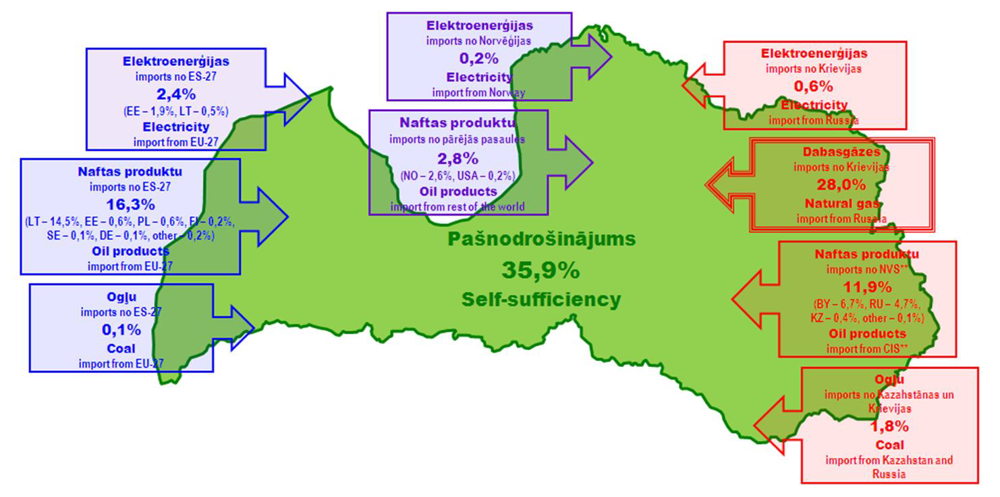 Elektroenerģijas
imports no ES-27
2,4%
(EE – 1,9%, LT – 0,5%)
Electricity
import from EU-27
Naftas produktu
imports no ES-27
16,3%
(LT – 14,5%, EE – 0,6%, PL – 0,6%, FI – 0,2%,
SE – 0,1%, DE – 0,1%, other – 0,2%)
Oil products
import from EU-27
Ogļu
imports no ES-27
0,1%
Coal
import from EU-27
Elektroenerģijas
imports no Norvēģijas
0,2%
Electricity
import from Norway
Naftas produktu
imports no pārējās pasaules
2,8%
(NO – 2,6%, USA – 0,2%)
Oil products
import from rest of the world
Pašnodrošinājums
35,9%
Self-sufficiency
Elektroenerģijas
imports no Krievijas
0,6%
Electricity
import from Russia
Dabasgāzes
imports no Krievijas
28,0%
Natural gas
import from Russia
Naftas produktu
imports no NVS**
11,9%
(BY – 6,7%, RU – 4,7%,
KZ – 0,4%, other – 0,1%)
Oil products
import from CIS**
Ogļu
imports no Kazahstānas un
Krievijas
1,8%
Coal
import from Kazahstan and
Russia